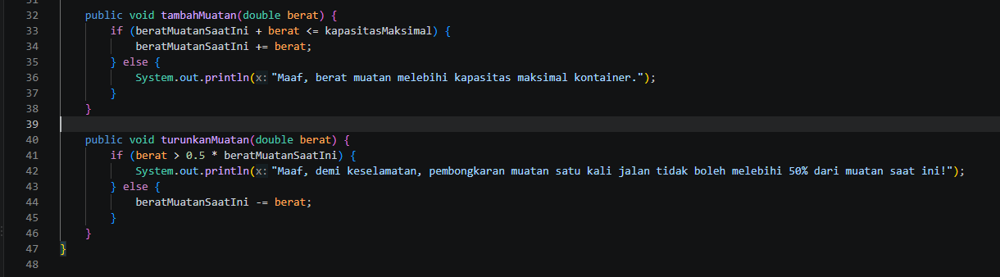 32 public void tambahMuatan(double berat) {
33 if (beratMuatanSaatIni + berat <= kapasitasMaksimal) {
34 beratMuatanSaatIni += berat;
35 } else {
36 System.out.println(x: "Maaf, berat muatan melebihi kapasitas maksimal kontainer.");
37 }
38 }
39
40 public void turunkanMuatan(double berat) {
41 if (berat > 0.5 * beratMuatanSaatIni) {
42 System.out.println(x: "Maaf, demi keselamatan, pembongkaran muatan satu kali jalan tidak boleh melebihi 50% dari muatan saat ini!");
43 } else {
44 beratMuatanSaatIni -= berat;
45 }
46 }
47 }
48